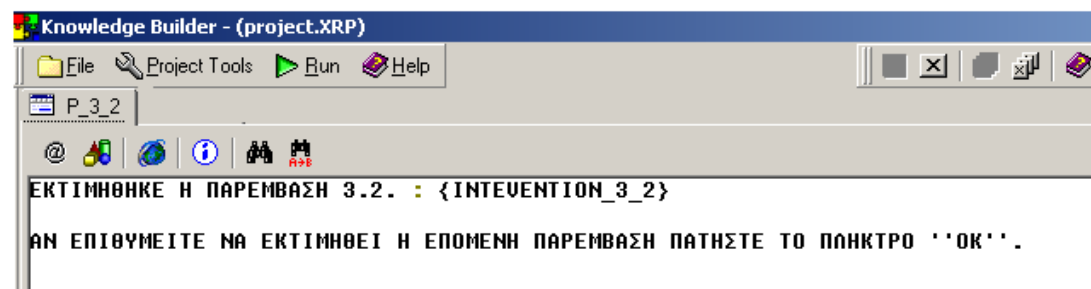 Knowledge Builder - (project.XRP)
File Project Tools Run Help
P_3_2
@ A→B
ΕΚΤΙΜΗΘΗΚΕ Η ΠΑΡΕΜΒΑΣΗ 3.2. : {INTEVENTION_3_2}
ΑΝ ΕΠΙΘΥΜΕΙΤΕ ΝΑ ΕΚΤΙΜΗΘΕΙ Η ΕΠΟΜΕΝΗ ΠΑΡΕΜΒΑΣΗ ΠΑΤΗΣΤΕ ΤΟ ΠΛΗΚΤΡΟ ''ΟΚ''.